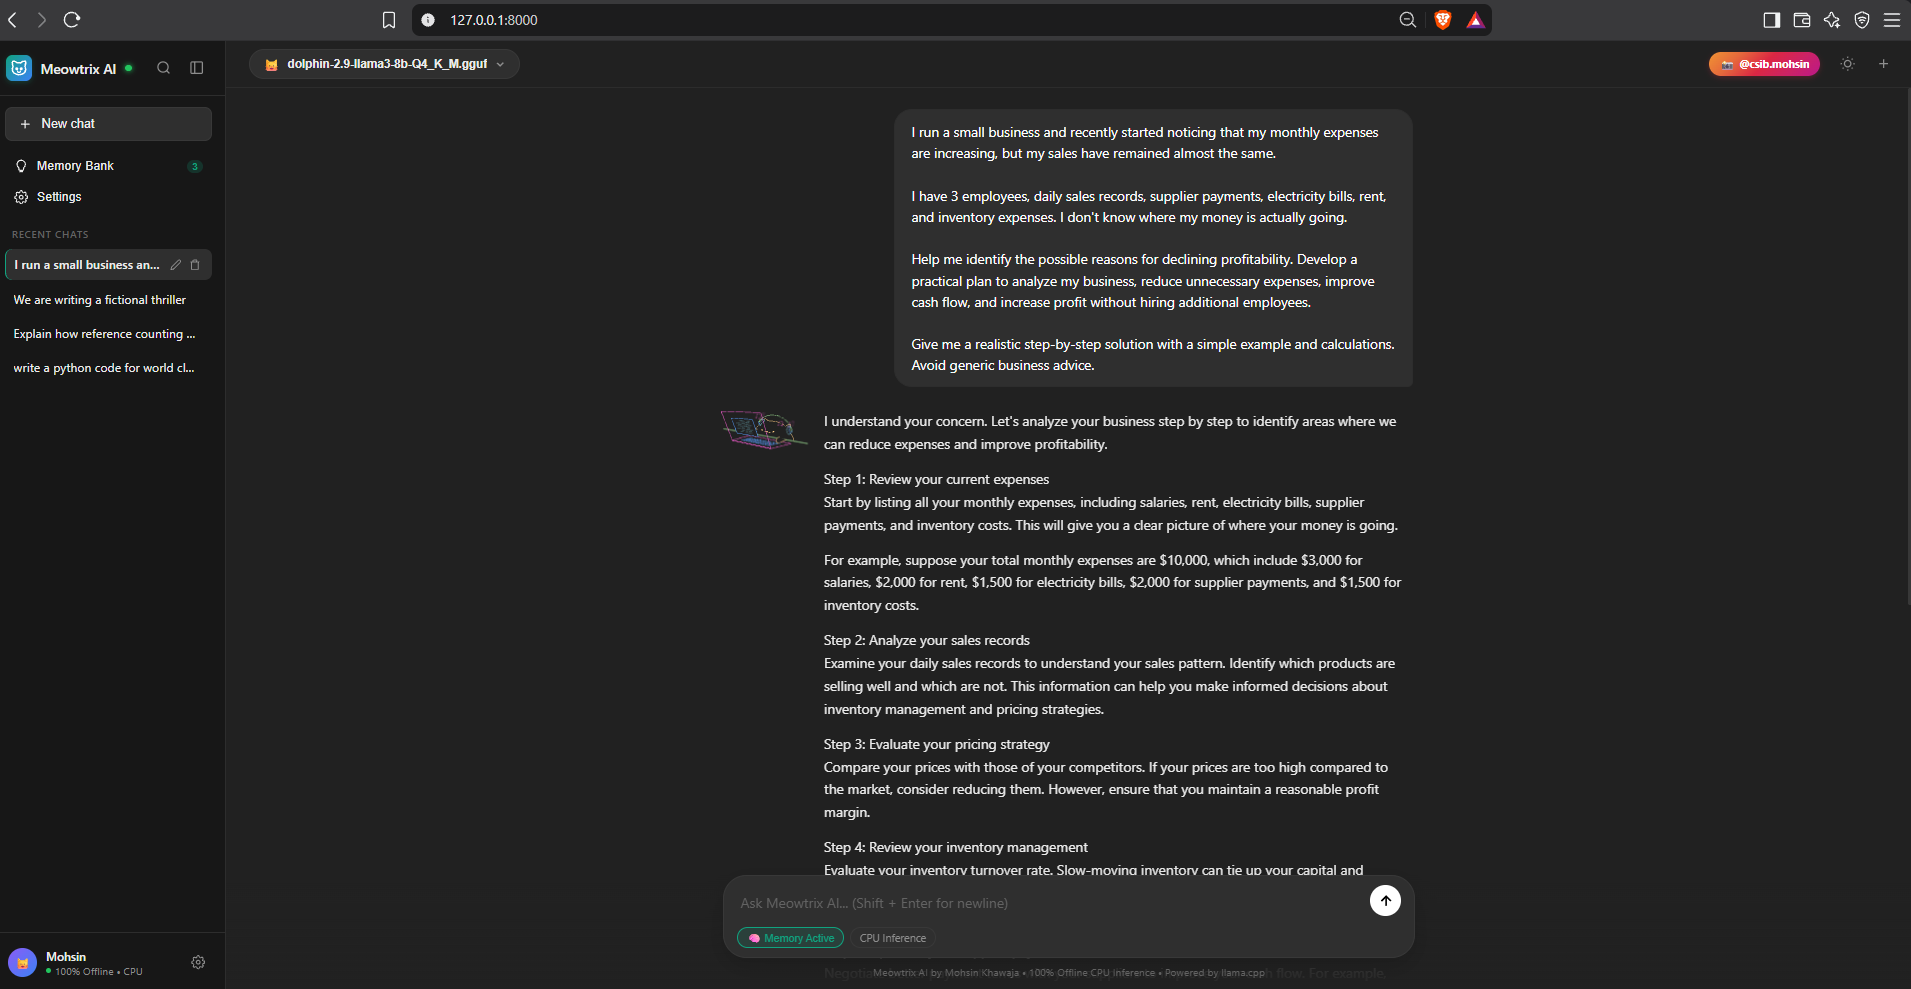 127.0.0.1:8000
Meowtrix AI
dolphin-2.9-llama3-8b-Q4_K_M.gguf
@csib.mohsin
+ New chat
Memory Bank 3
Settings
RECENT CHATS
I run a small business an...
We are writing a fictional thriller
Explain how reference counting ...
write a python code for world cl...
Mohsin
100% Offline • CPU
I run a small business and recently started noticing that my monthly expenses
are increasing, but my sales have remained almost the same.
I have 3 employees, daily sales records, supplier payments, electricity bills, rent,
and inventory expenses. I don't know where my money is actually going.
Help me identify the possible reasons for declining profitability. Develop a
practical plan to analyze my business, reduce unnecessary expenses, improve
cash flow, and increase profit without hiring additional employees.
Give me a realistic step-by-step solution with a simple example and calculations.
Avoid generic business advice.
I understand your concern. Let's analyze your business step by step to identify areas where we
can reduce expenses and improve profitability.
Step 1: Review your current expenses
Start by listing all your monthly expenses, including salaries, rent, electricity bills, supplier
payments, and inventory costs. This will give you a clear picture of where your money is going.
For example, suppose your total monthly expenses are $10,000, which include $3,000 for
salaries, $2,000 for rent, $1,500 for electricity bills, $2,000 for supplier payments, and $1,500 for
inventory costs.
Step 2: Analyze your sales records
Examine your daily sales records to understand your sales pattern. Identify which products are
selling well and which are not. This information can help you make informed decisions about
inventory management and pricing strategies.
Step 3: Evaluate your pricing strategy
Compare your prices with those of your competitors. If your prices are too high compared to
the market, consider reducing them. However, ensure that you maintain a reasonable profit
margin.
Step 4: Review your inventory management
Evaluate your inventory turnover rate. Slow-moving inventory can tie up your capital and
Ask Meowtrix AI... (Shift + Enter for newline)
Memory Active
CPU Inference
Meowtrix AI by Mohsin Khawaja • 100% Offline CPU Inference • Powered by llama.cpp
flow. For example,